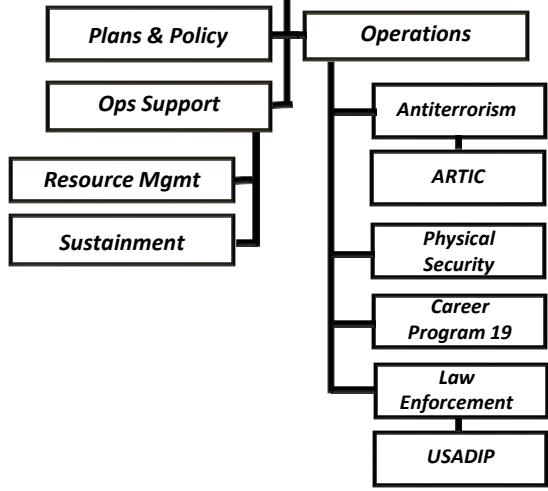 Plans & Policy
Operations
Ops Support
Antiterrorism
ARTIC
Resource Mgmt
Sustainment
Physical
Security
Career
Program 19
Law
Enforcement
USADIP